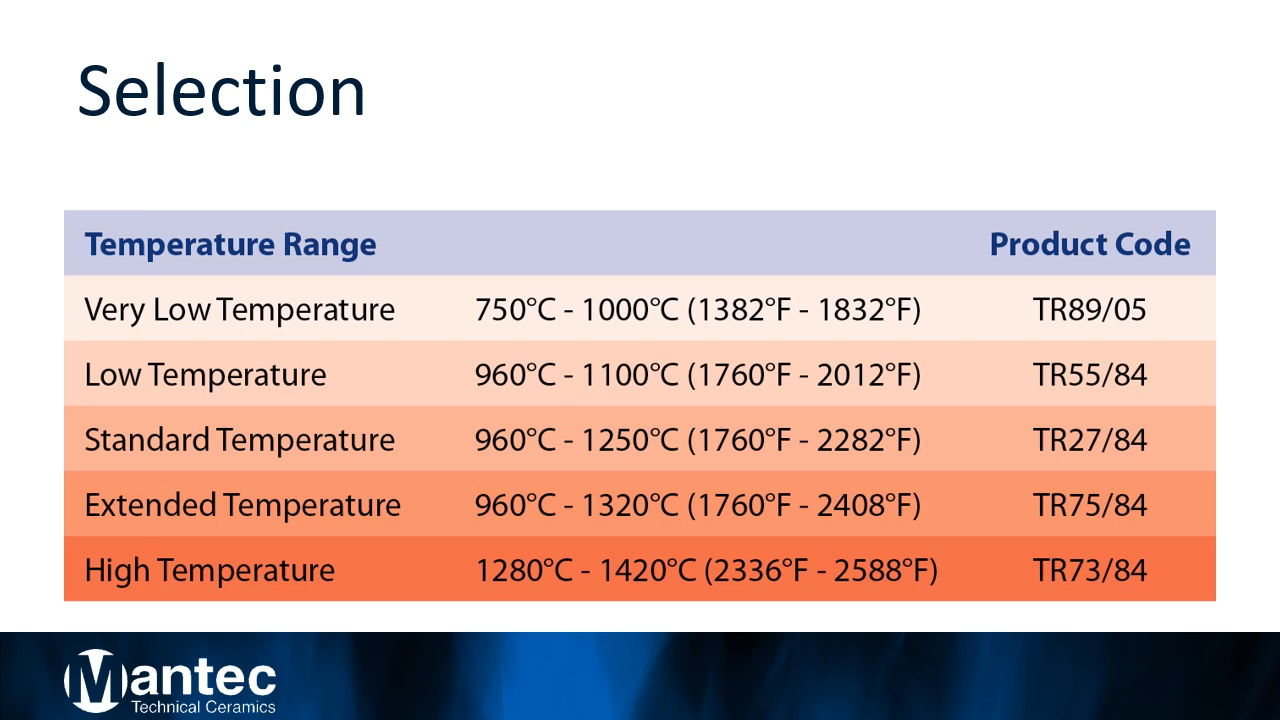 Selection
Temperature Range Product Code
Very Low Temperature 750°C - 1000°C (1382°F - 1832°F) TR89/05
Low Temperature 960°C - 1100°C (1760°F - 2012°F) TR55/84
Standard Temperature 960°C - 1250°C (1760°F - 2282°F) TR27/84
Extended Temperature 960°C - 1320°C (1760°F - 2408°F) TR75/84
High Temperature 1280°C - 1420°C (2336°F - 2588°F) TR73/84
Mantec
Technical Ceramics